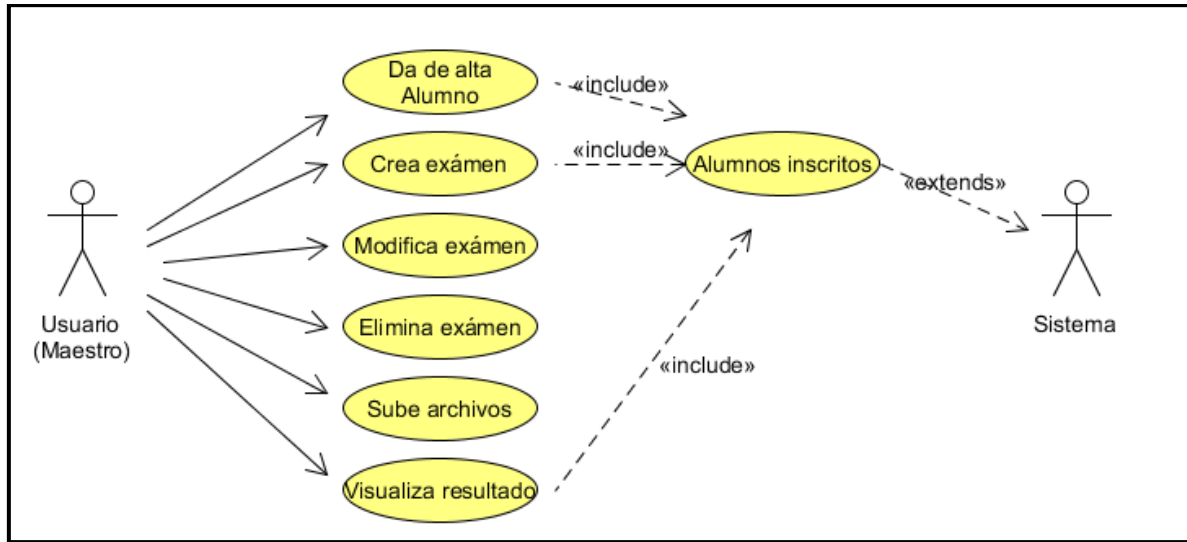 Da de alta
Alumno
«include»
Crea exámen
«include»
Alumnos inscritos
«extends»
Modifica exámen
Usuario
(Maestro)
Elimina exámen
Sistema
«include»
Sube archivos
Visualiza resultado